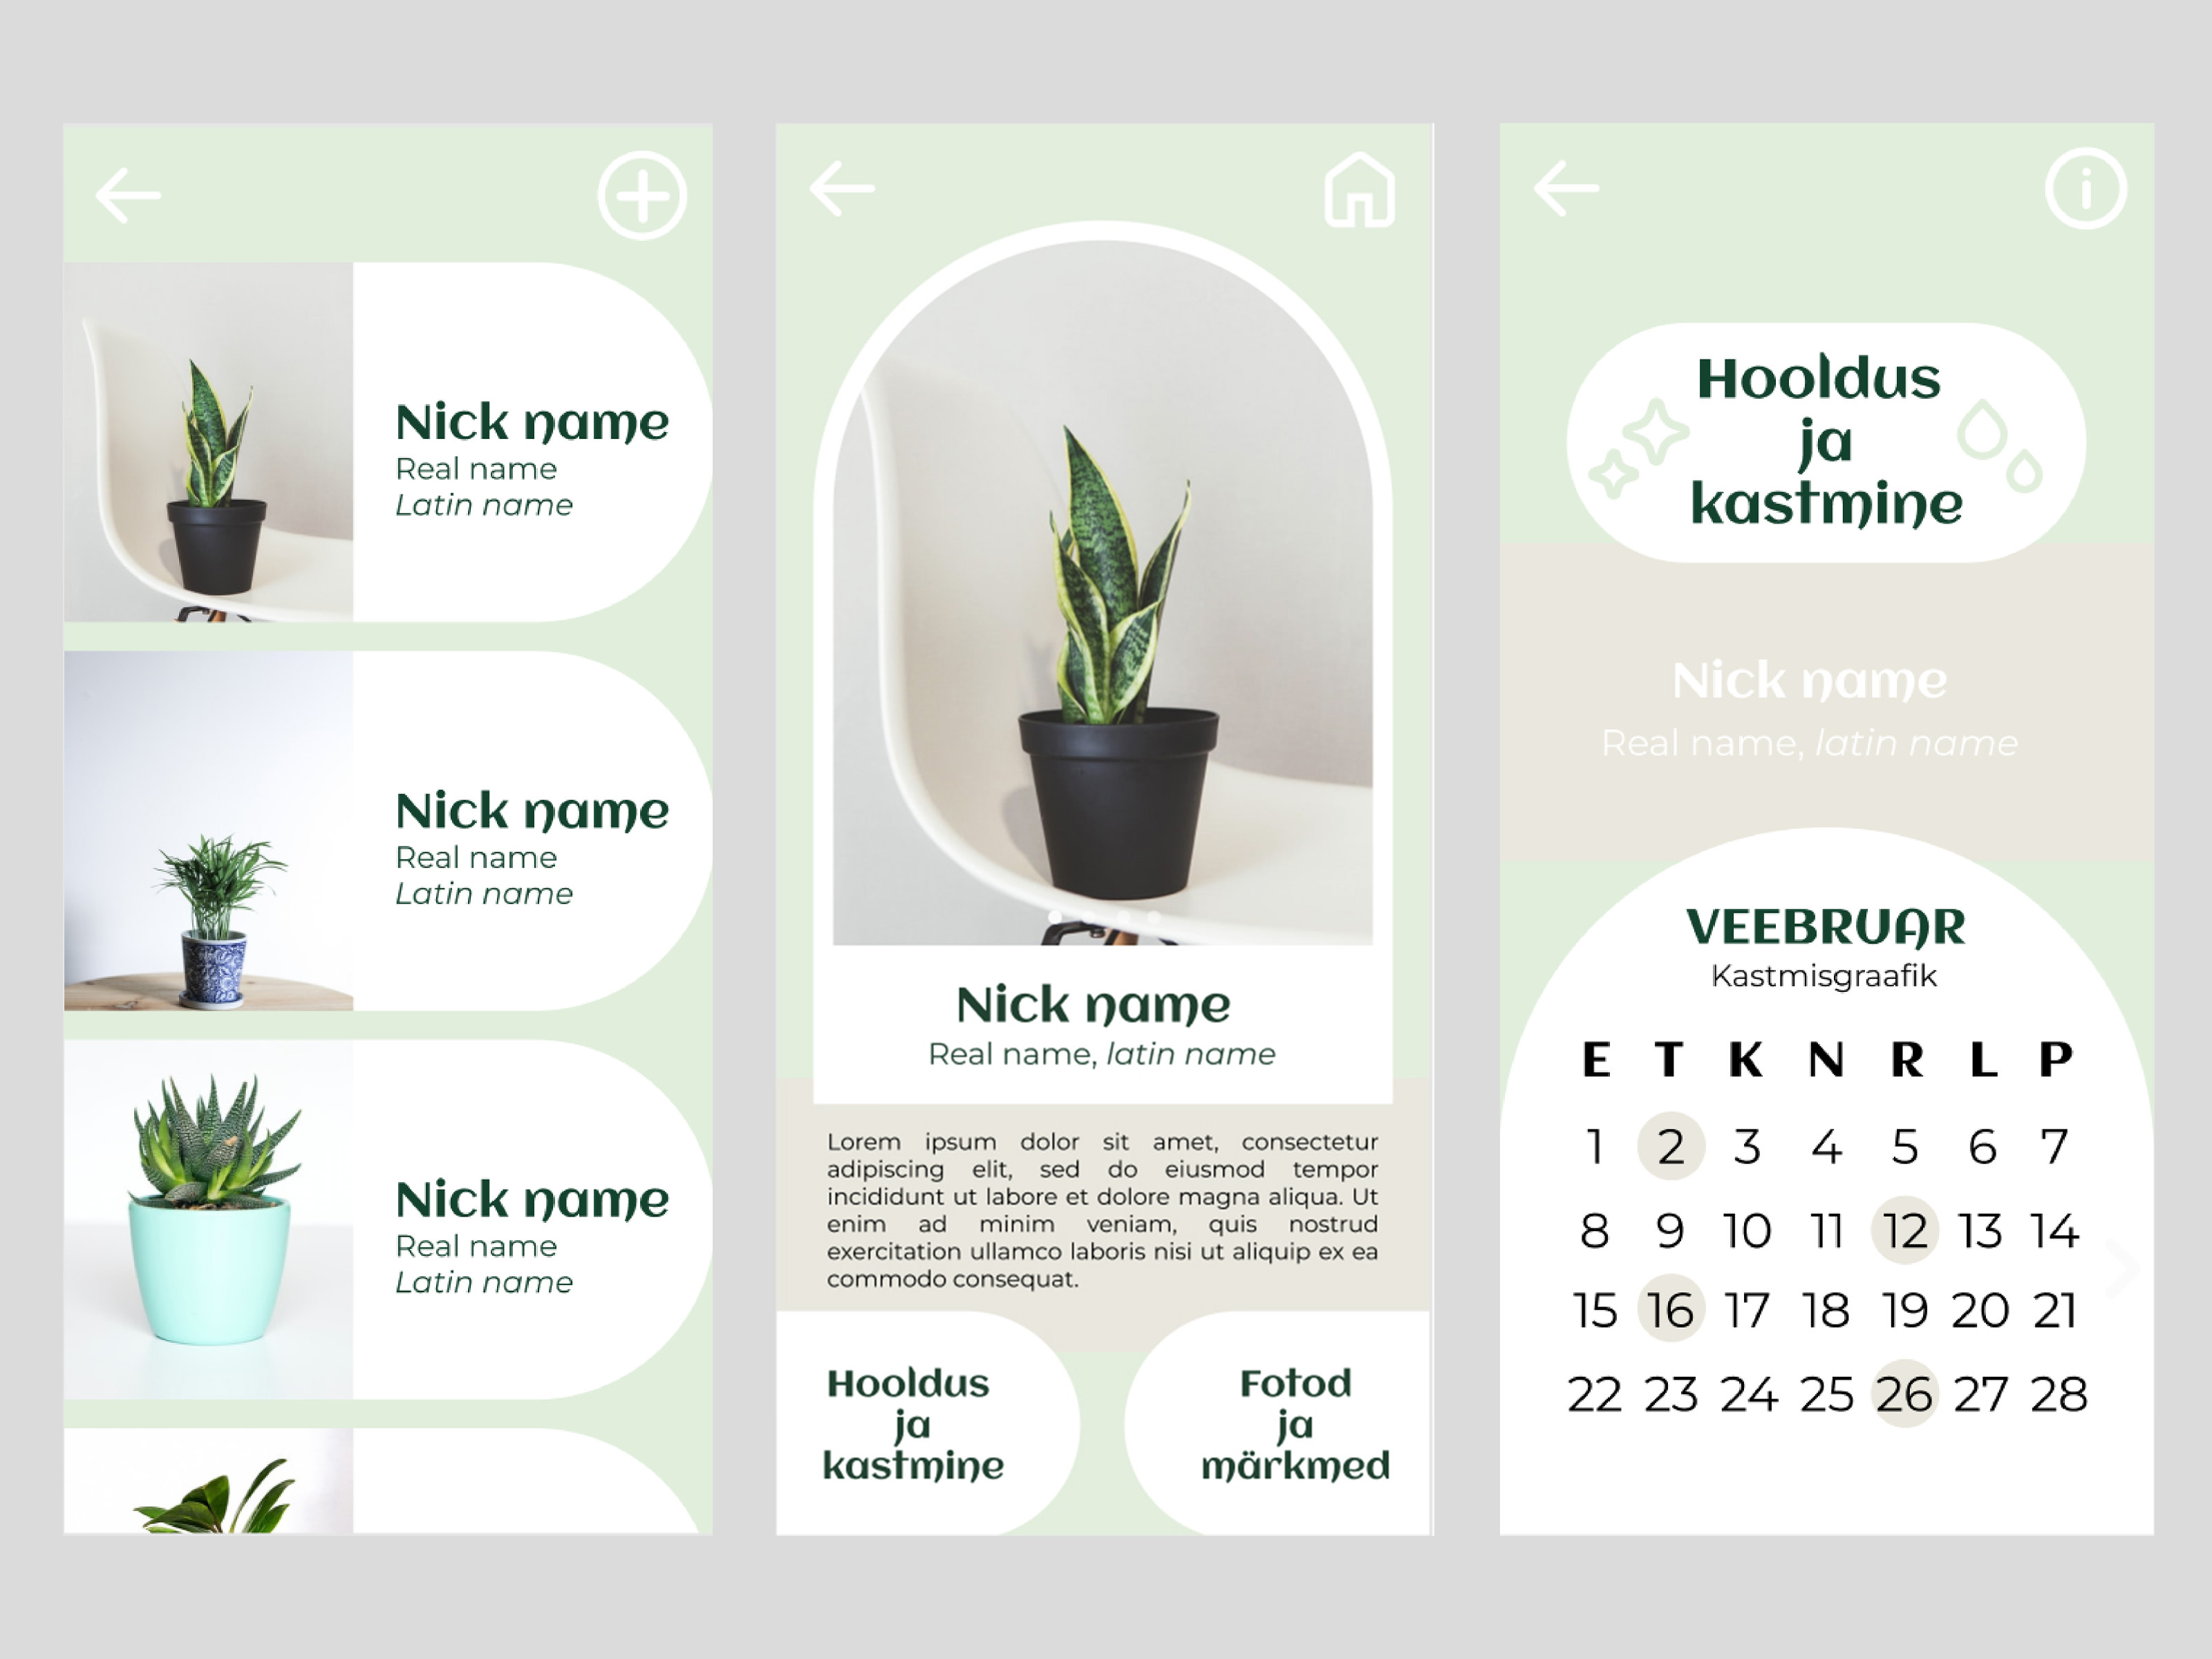 Nick name
Real name
Latin name
Nick name
Real name
Latin name
Nick name
Real name
Latin name
Nick name
Real name, latin name
Lorem ipsum dolor sit amet, consectetur
adipiscing elit, sed do eiusmod tempor
incididunt ut labore et dolore magna aliqua. Ut
enim ad minim veniam, quis nostrud
exercitation ullamco laboris nisi ut aliquip ex ea
commodo consequat.
Hooldus
ja
kastmine
Fotod
ja
märkmed
Hooldus
ja
kastmine
Nick name
Real name, latin name
VEEBRUAR
Kastmisgraafik
E T K N R L P
1 2 3 4 5 6 7
8 9 10 11 12 13 14
15 16 17 18 19 20 21
22 23 24 25 26 27 28